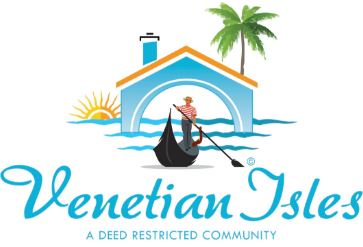 ©
Venetian Isles
A DEED RESTRICTED COMMUNITY